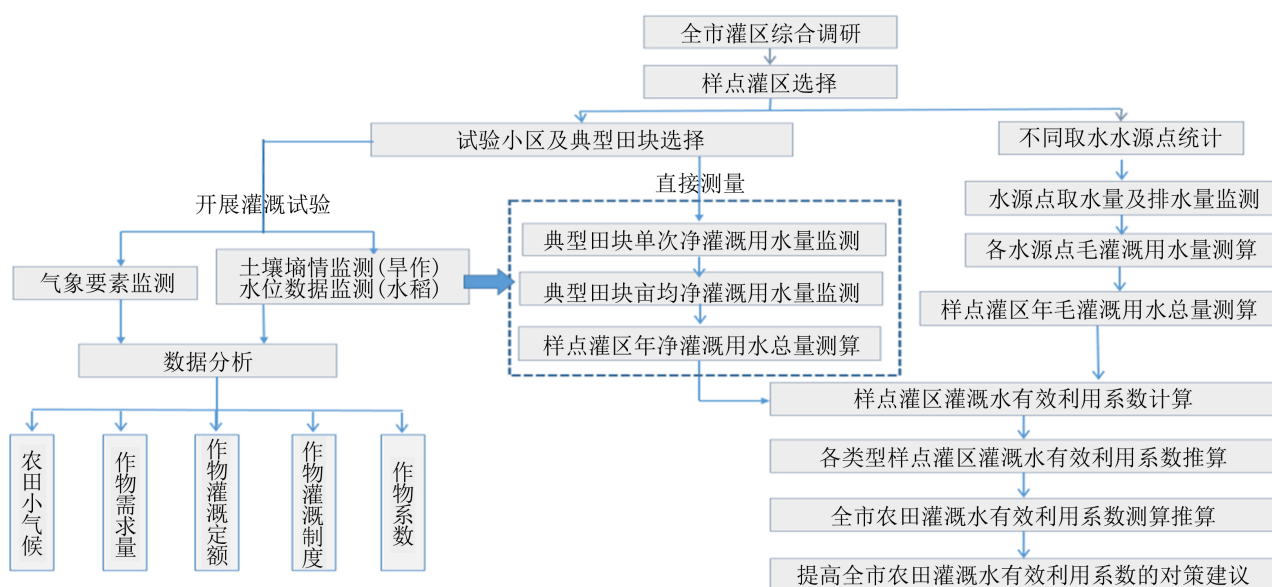 全市灌区综合调研
样点灌区选择
试验小区及典型田块选择
不同取水水源点统计
开展灌溉试验
直接测量
气象要素监测
土壤墒情监测(旱作)
水位数据监测(水稻)
典型田块单次净灌溉用水量监测
典型田块亩均净灌溉用水量监测
样点灌区年净灌溉用水总量测算
水源点取水量及排水量监测
各水源点毛灌溉用水量测算
样点灌区年毛灌溉用水总量测算
数据分析
农田小气候
作物需求量
作物灌溉定额
作物灌溉制度
作物系数
样点灌区灌溉水有效利用系数计算
各类型样点灌区灌溉水有效利用系数推算
全市农田灌溉水有效利用系数测算推算
提高全市农田灌溉水有效利用系数的对策建议